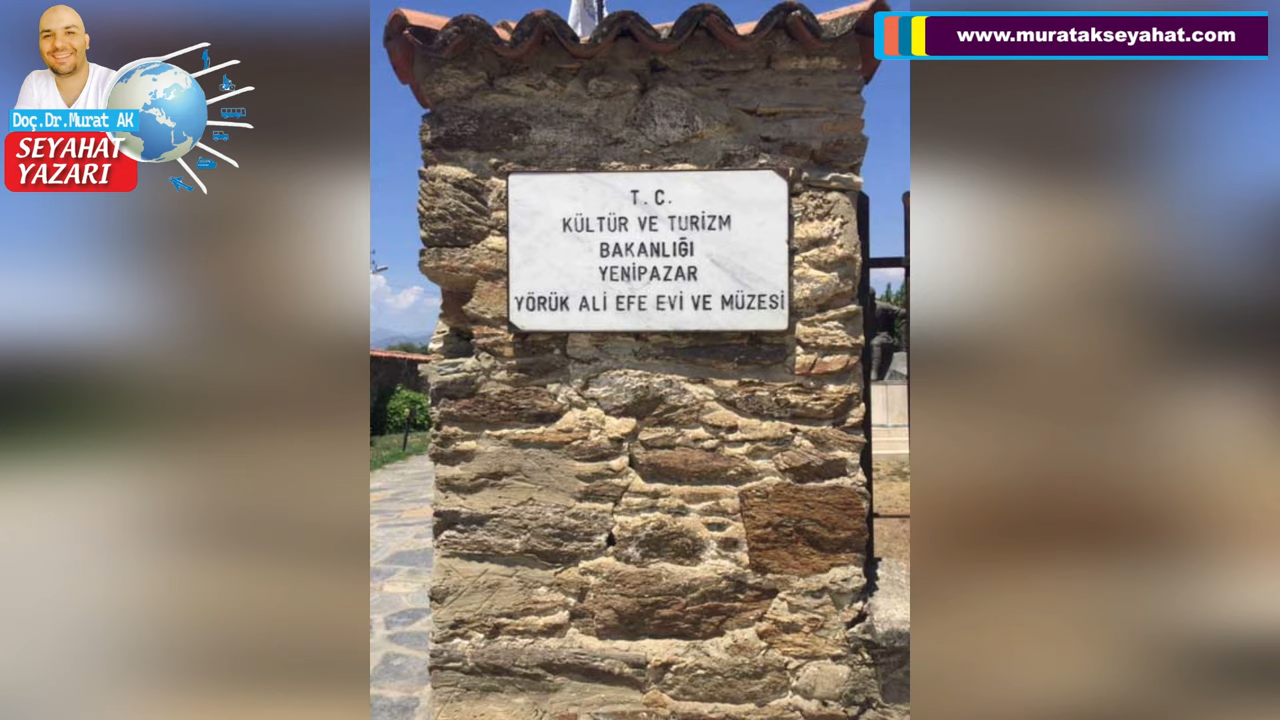 Doç.Dr.Murat AK
SEYAHAT
YAZARI
www.muratakseyahat.com
T.C.
KÜLTÜR VE TURİZM
BAKANLIĞI
YENİPAZAR
YÖRÜK ALİ EFE EVİ VE MÜZESİ